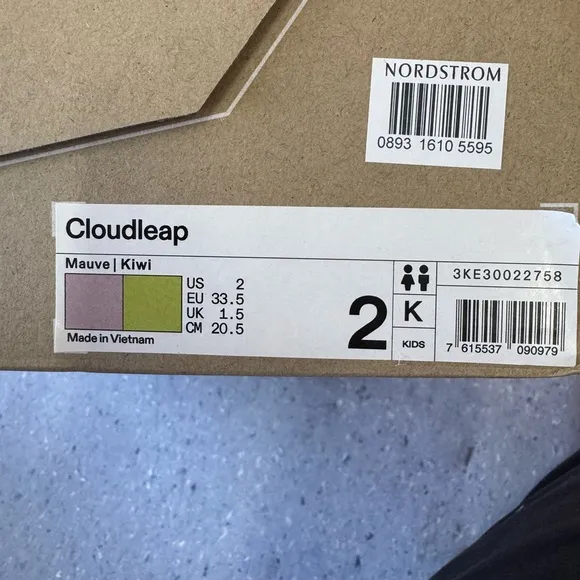 NORDSTROM
0893 1610 5595
Cloudleap
Mauve | Kiwi
US 2
EU 33.5
UK 1.5
CM 20.5
Made in Vietnam
2
K
KIDS
3KE30022758
7 615537 090979